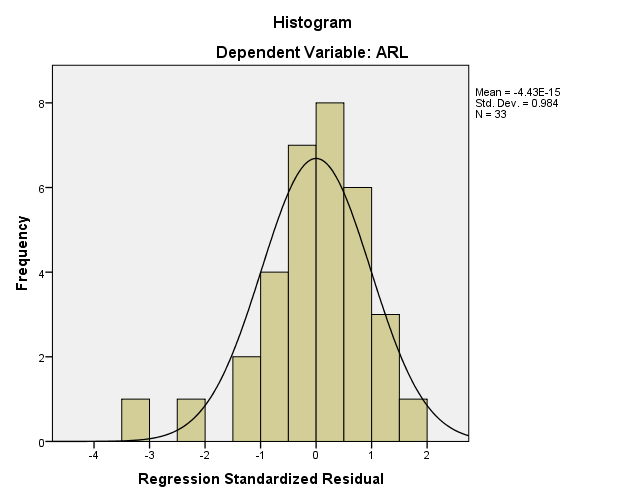 Histogram
Dependent Variable: ARL
Mean = -4.43E-15
Std. Dev. = 0.984
N = 33
8
6
4
2
0
Frequency
-4 -3 -2 -1 0 1 2
Regression Standardized Residual